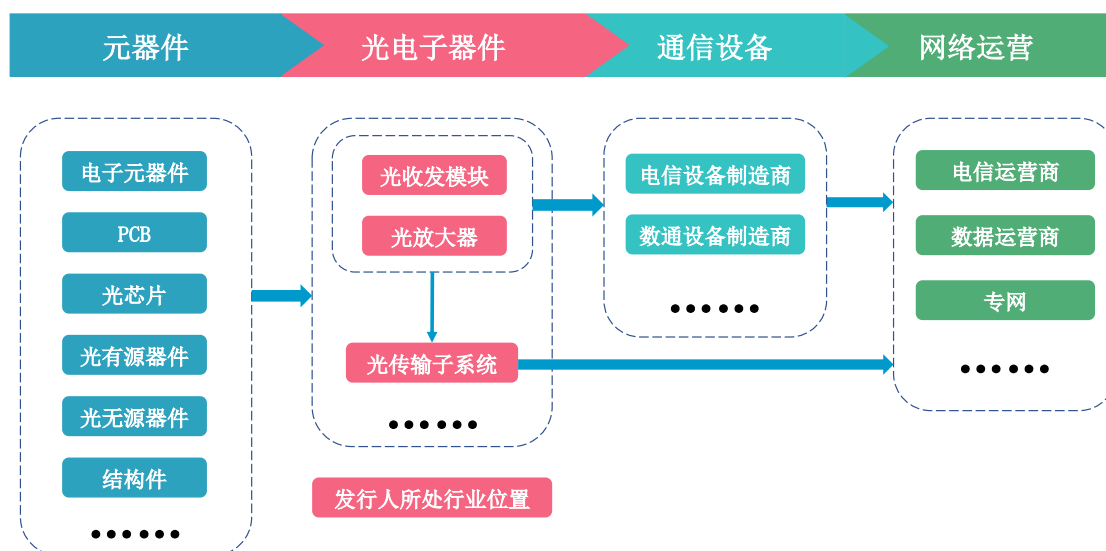 元器件
光电子器件
通信设备
网络运营
电子元器件
PCB
光芯片
光有源器件
光无源器件
结构件
••••••
光收发模块
光放大器
光传输子系统
••••••
发行人所处行业位置
电信设备制造商
数通设备制造商
••••••
电信运营商
数据运营商
专网
••••••